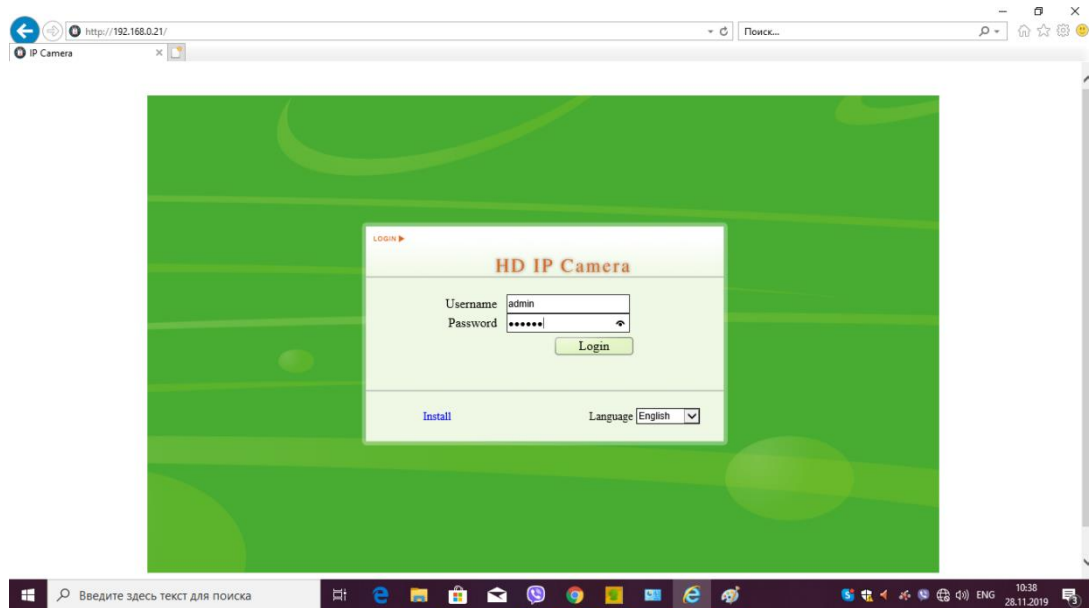 http://192.168.0.21/
Поиск...
IP Camera
LOGIN
HD IP Camera
Username admin
Password ••••••
Login
Install Language English
Введите здесь текст для поиска
ENG 10:38
28.11.2019